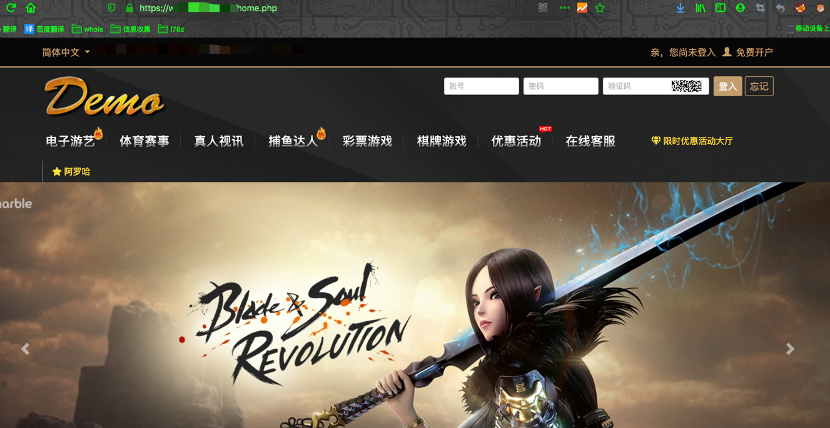 https://w home.php
翻译 百度翻译 whois 信息收集 l78z 移动设备上
简体中文 亲，您尚未登入 免费开户
Demo 账号 密码 验证码 登入 忘记
电子游艺 体育赛事 真人视讯 捕鱼达人 彩票游戏 棋牌游戏 优惠活动 HOT 在线客服 限时优惠活动大厅
阿罗哈
marble
Blade & Soul
REVOLUTION